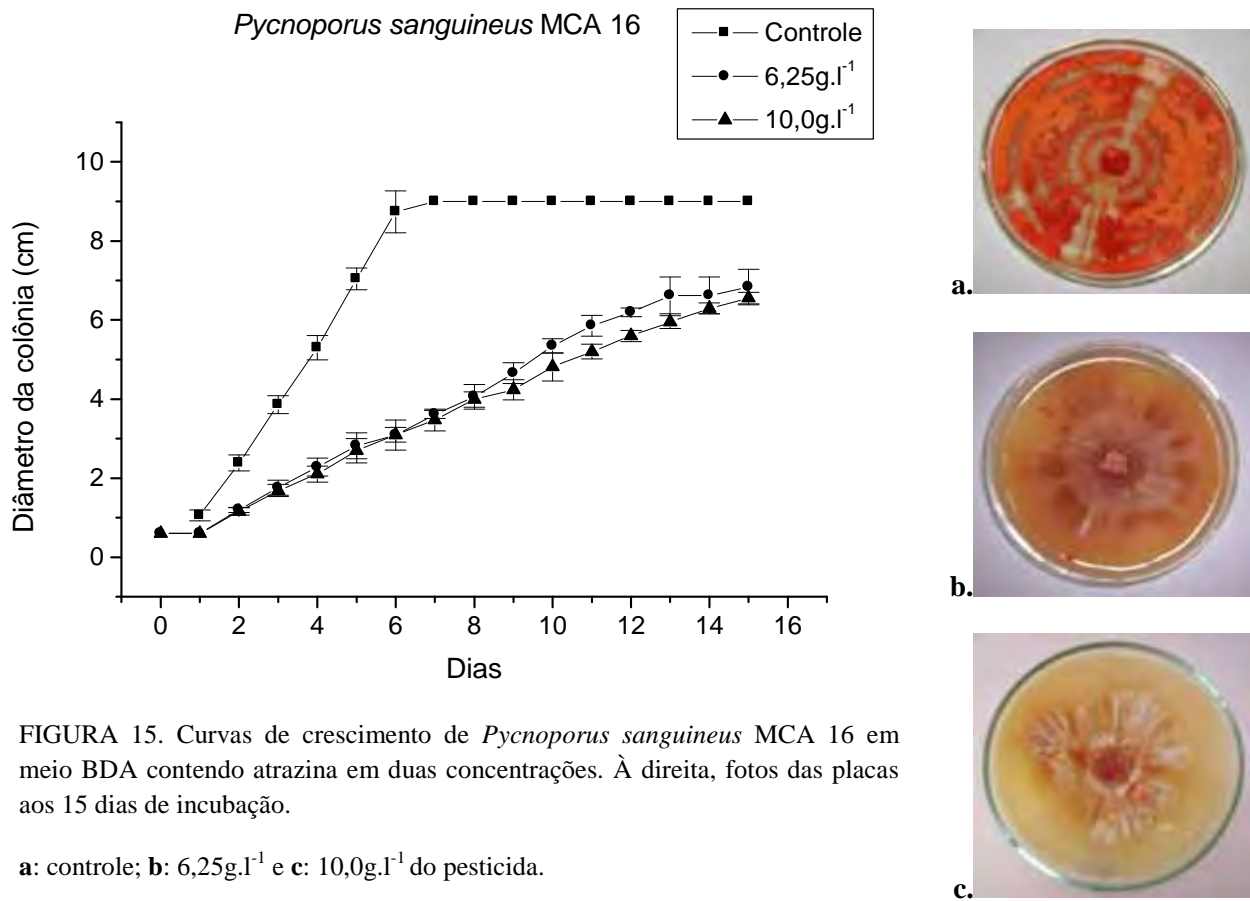 Pycnoporus sanguineus MCA 16
Controle
6,25g.l-1
10,0g.l-1
Diâmetro da colônia (cm)
10
8
6
4
2
0
0 2 4 6 8 10 12 14 16
Dias
a.
b.
c.
FIGURA 15. Curvas de crescimento de Pycnoporus sanguineus MCA 16 em
meio BDA contendo atrazina em duas concentrações. À direita, fotos das placas
aos 15 dias de incubação.
a: controle; b: 6,25g.l-1 e c: 10,0g.l-1 do pesticida.